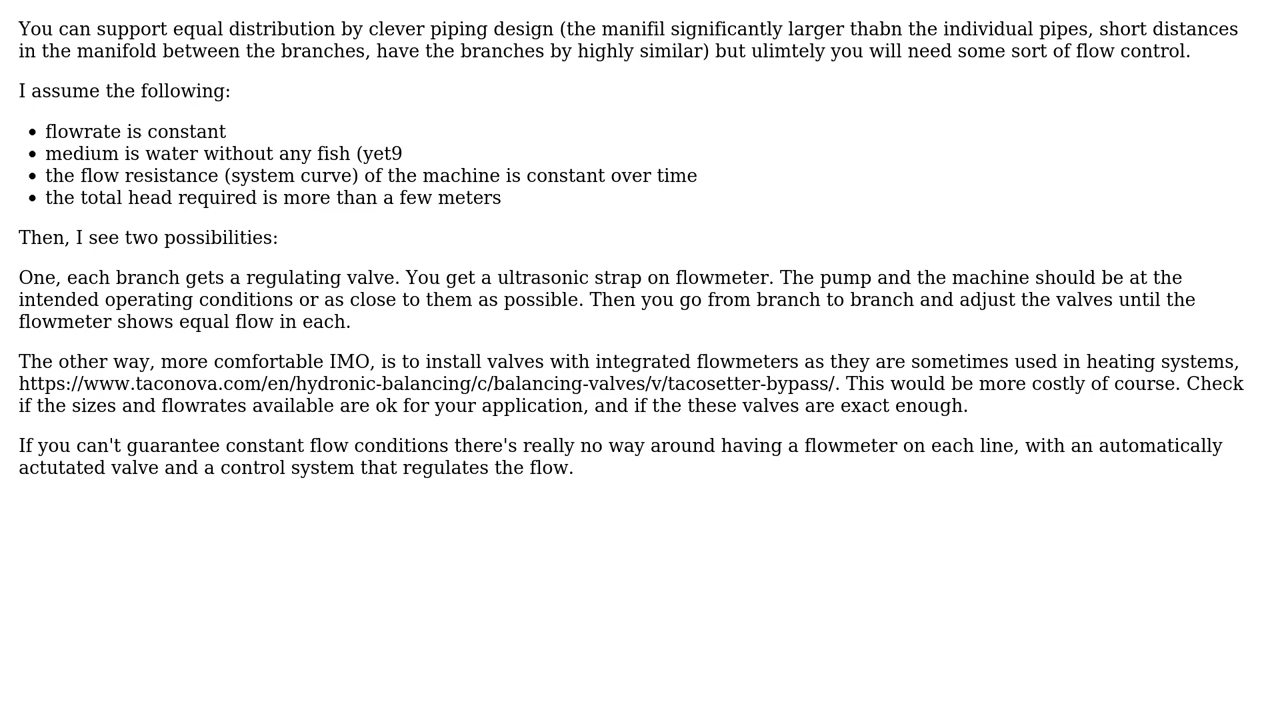 You can support equal distribution by clever piping design (the manifil significantly larger thabn the individual pipes, short distances
in the manifold between the branches, have the branches by highly similar) but ulimtely you will need some sort of flow control.
I assume the following:
• flowrate is constant
• medium is water without any fish (yet9
• the flow resistance (system curve) of the machine is constant over time
• the total head required is more than a few meters
Then, I see two possibilities:
One, each branch gets a regulating valve. You get a ultrasonic strap on flowmeter. The pump and the machine should be at the
intended operating conditions or as close to them as possible. Then you go from branch to branch and adjust the valves until the
flowmeter shows equal flow in each.
The other way, more comfortable IMO, is to install valves with integrated flowmeters as they are sometimes used in heating systems,
https://www.taconova.com/en/hydronic-balancing/c/balancing-valves/v/tacosetter-bypass/. This would be more costly of course. Check
if the sizes and flowrates available are ok for your application, and if the these valves are exact enough.
If you can't guarantee constant flow conditions there's really no way around having a flowmeter on each line, with an automatically
actutated valve and a control system that regulates the flow.